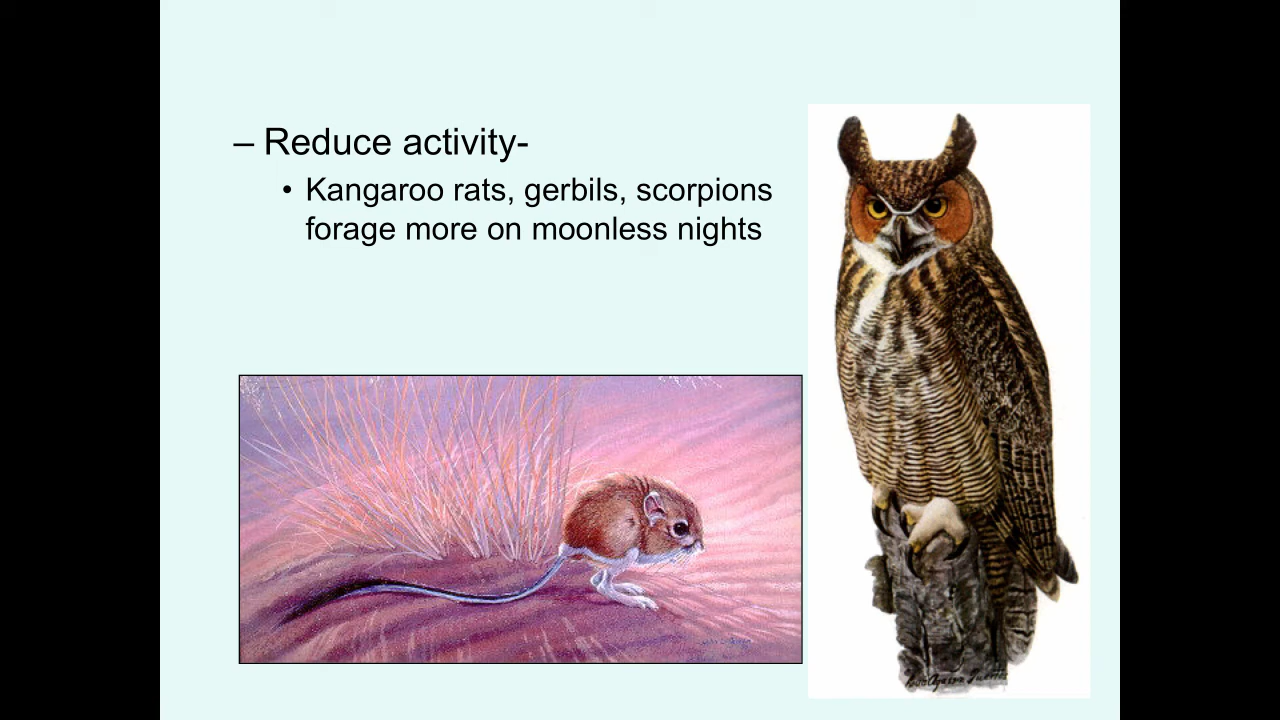 – Reduce activity-
• Kangaroo rats, gerbils, scorpions
forage more on moonless nights